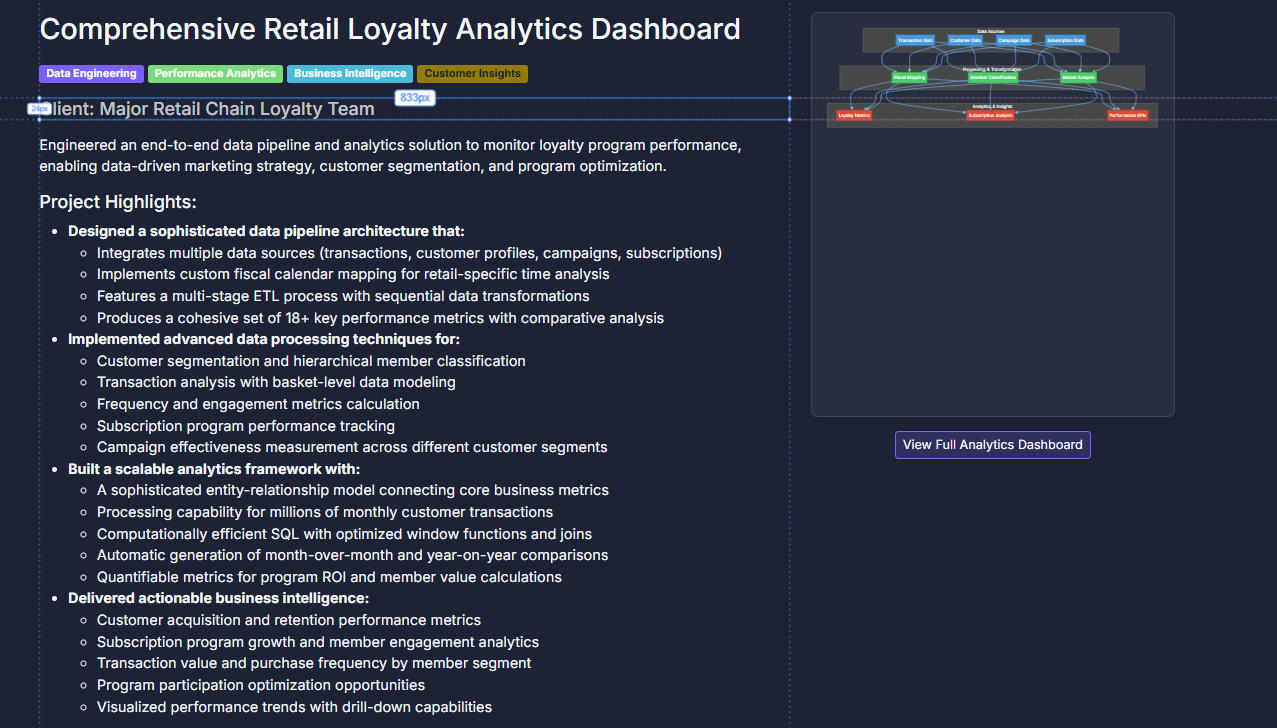 Comprehensive Retail Loyalty Analytics Dashboard
Data Engineering
Performance Analytics
Business Intelligence
Customer Insights
833px
24px
lient: Major Retail Chain Loyalty Team
Engineered an end-to-end data pipeline and analytics solution to monitor loyalty program performance,
enabling data-driven marketing strategy, customer segmentation, and program optimization.
Project Highlights:
Designed a sophisticated data pipeline architecture that:
Integrates multiple data sources (transactions, customer profiles, campaigns, subscriptions)
Implements custom fiscal calendar mapping for retail-specific time analysis
Features a multi-stage ETL process with sequential data transformations
Produces a cohesive set of 18+ key performance metrics with comparative analysis
Implemented advanced data processing techniques for:
Customer segmentation and hierarchical member classification
Transaction analysis with basket-level data modeling
Frequency and engagement metrics calculation
Subscription program performance tracking
Campaign effectiveness measurement across different customer segments
Built a scalable analytics framework with:
A sophisticated entity-relationship model connecting core business metrics
Processing capability for millions of monthly customer transactions
Computationally efficient SQL with optimized window functions and joins
Automatic generation of month-over-month and year-on-year comparisons
Quantifiable metrics for program ROI and member value calculations
Delivered actionable business intelligence:
Customer acquisition and retention performance metrics
Subscription program growth and member engagement analytics
Transaction value and purchase frequency by member segment
Program participation optimization opportunities
Visualized performance trends with drill-down capabilities
Data Sources
Transaction Data
Customer Data
Campaign Data
Subscription Data
Processing & Transformation
Fiscal Mapping
Member Classification
Basket Analysis
Analytics & Insights
Loyalty Metrics
Subscription Analysis
Performance KPIs
View Full Analytics Dashboard